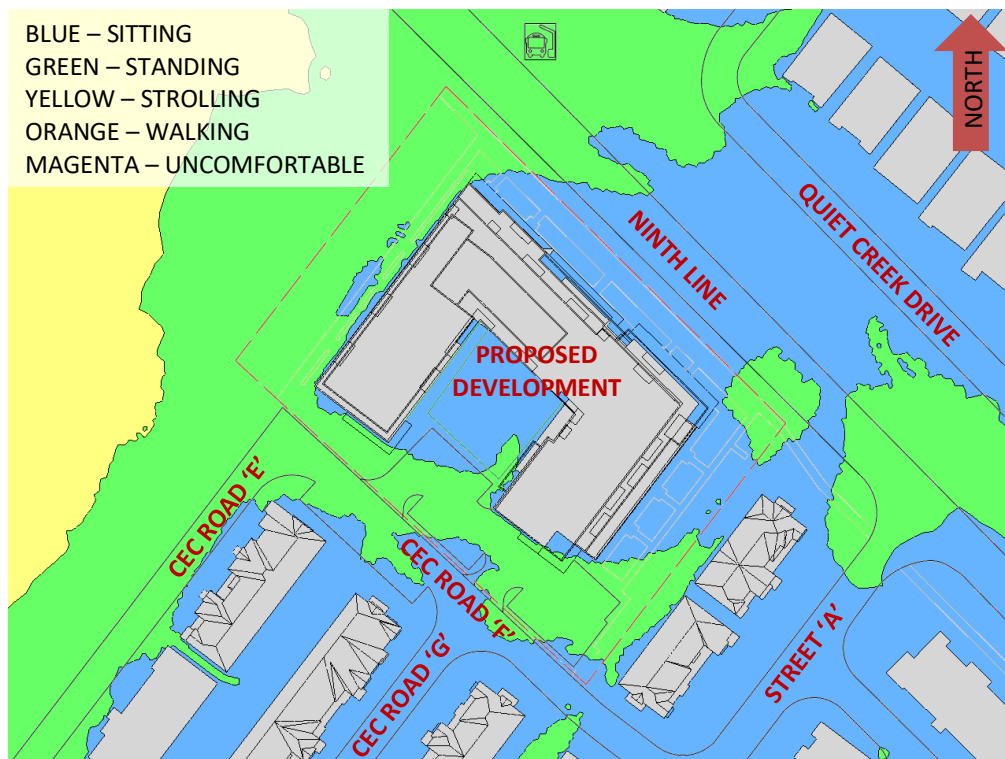 BLUE – SITTING
GREEN – STANDING
YELLOW – STROLLING
ORANGE – WALKING
MAGENTA – UNCOMFORTABLE
NORTH
QUIET CREEK DRIVE
NINTH LINE
PROPOSED
DEVELOPMENT
CEC ROAD ‘E’
CEC ROAD ‘F’
CEC ROAD ‘G’
STREET ‘A’